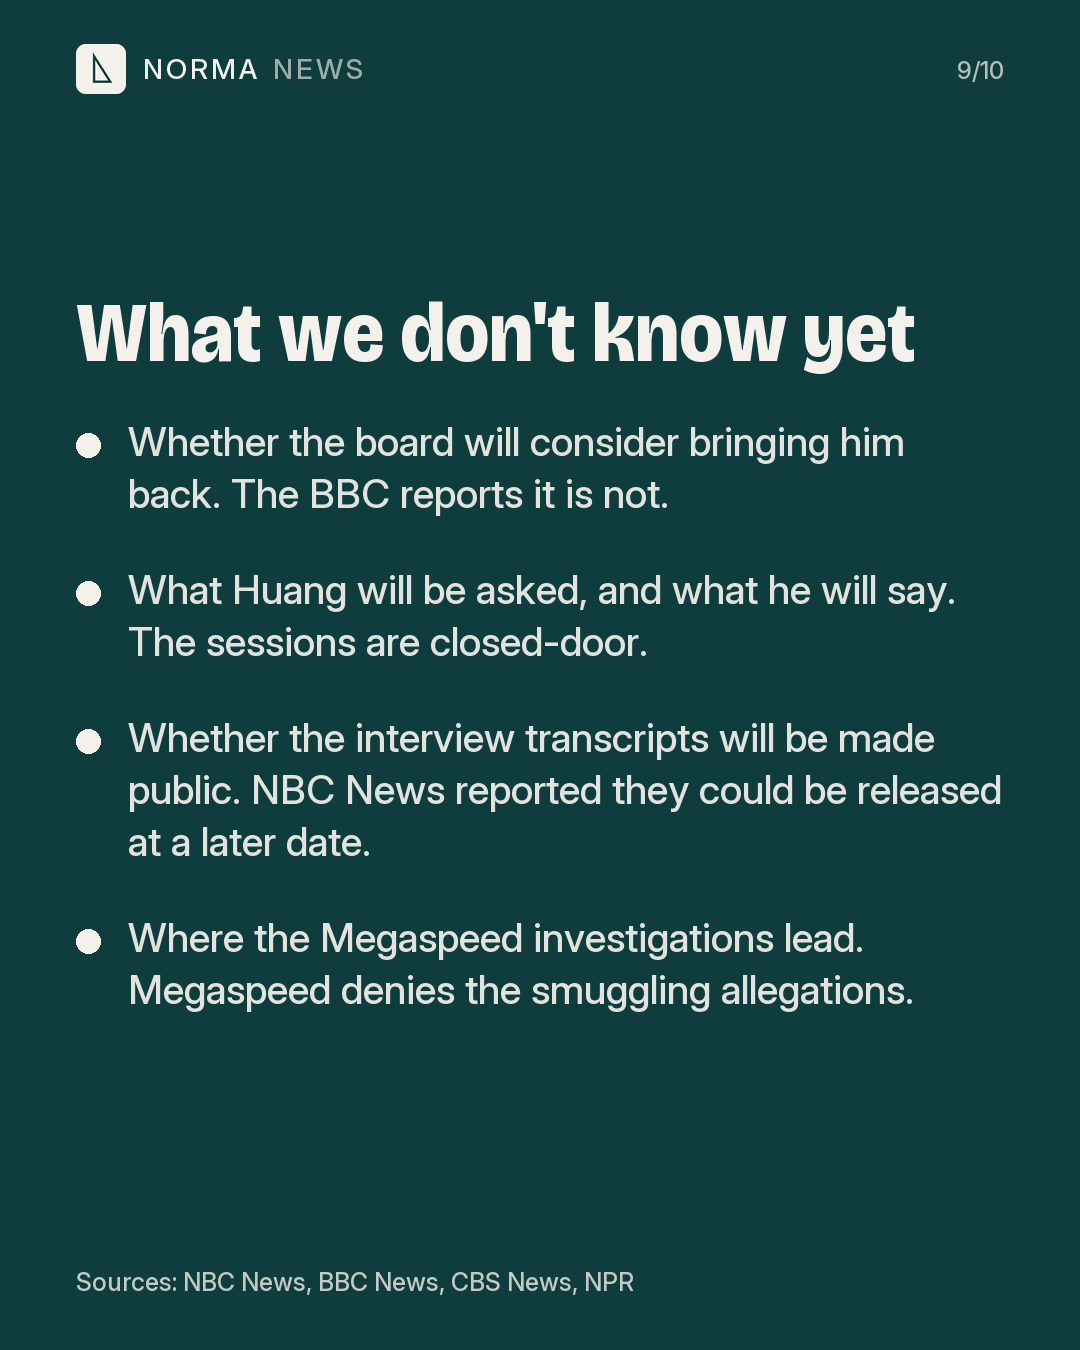 NORMA NEWS
9/10
What we don't know yet
Whether the board will consider bringing him
back. The BBC reports it is not.
What Huang will be asked, and what he will say.
The sessions are closed-door.
Whether the interview transcripts will be made
public. NBC News reported they could be released
at a later date.
Where the Megaspeed investigations lead.
Megaspeed denies the smuggling allegations.
Sources: NBC News, BBC News, CBS News, NPR